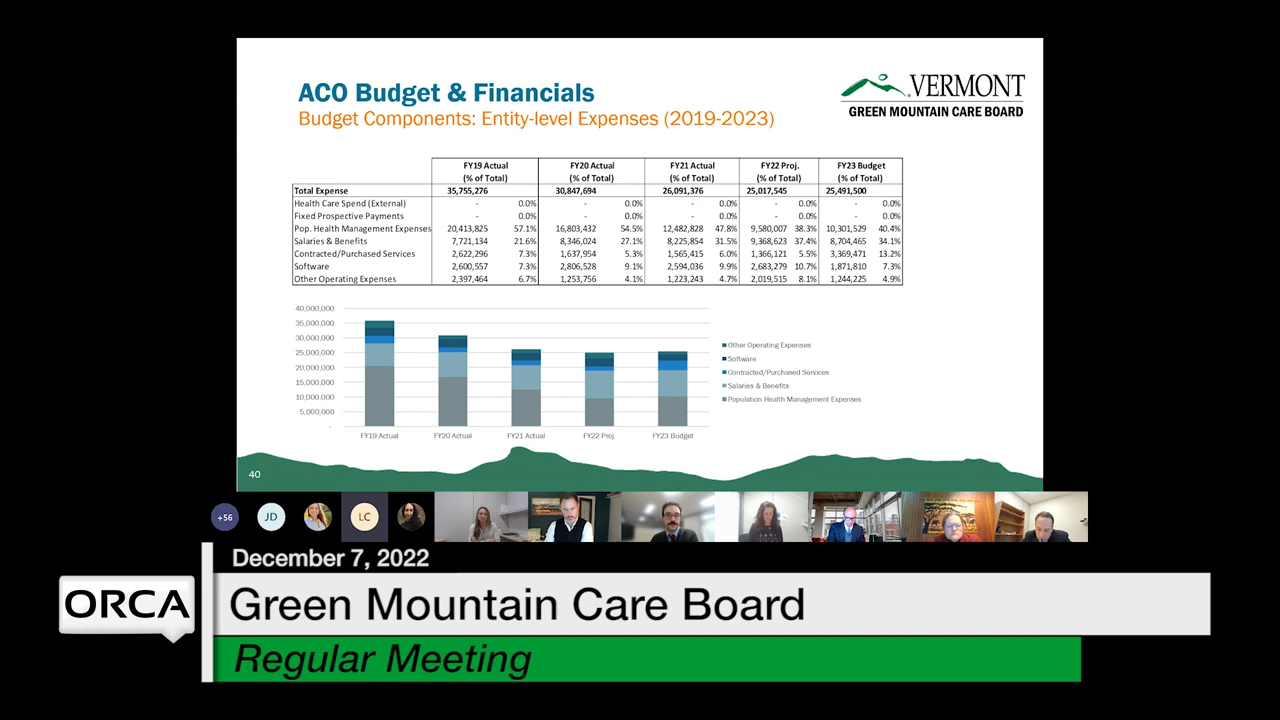 ACO Budget & Financials
Budget Components: Entity-level Expenses (2019-2023)
VERMONT
GREEN MOUNTAIN CARE BOARD
FY19 Actual FY20 Actual FY21 Actual FY22 Proj. FY23 Budget
(% of Total) (% of Total) (% of Total) (% of Total) (% of Total)
Total Expense 35,755,276 30,847,694 26,091,376 25,017,545 25,491,500
Health Care Spend (External) - 0.0% - 0.0% - 0.0% - 0.0% - 0.0%
Fixed Prospective Payments - 0.0% - 0.0% - 0.0% - 0.0% - 0.0%
Pop. Health Management Expenses 20,413,825 57.1% 16,803,432 54.5% 12,482,828 47.8% 9,580,007 38.3% 10,301,529 40.4%
Salaries & Benefits 7,721,134 21.6% 8,346,024 27.1% 8,225,854 31.5% 9,368,623 37.4% 8,704,465 34.1%
Contracted/Purchased Services 2,622,296 7.3% 1,637,954 5.3% 1,565,415 6.0% 1,366,121 5.5% 3,369,471 13.2%
Software 2,600,557 7.3% 2,806,528 9.1% 2,594,036 9.9% 2,683,279 10.7% 1,871,810 7.3%
Other Operating Expenses 2,397,464 6.7% 1,253,756 4.1% 1,223,243 4.7% 2,019,515 8.1% 1,244,225 4.9%
40,000,000
35,000,000
30,000,000
25,000,000
20,000,000
15,000,000
10,000,000
5,000,000
-
FY19 Actual FY20 Actual FY21 Actual FY22 Proj. FY23 Budget
Other Operating Expenses
Software
Contracted/Purchased Services
Salaries & Benefits
Population Health Management Expenses
40
+56 JD LC
December 7, 2022
ORCA
Green Mountain Care Board
Regular Meeting